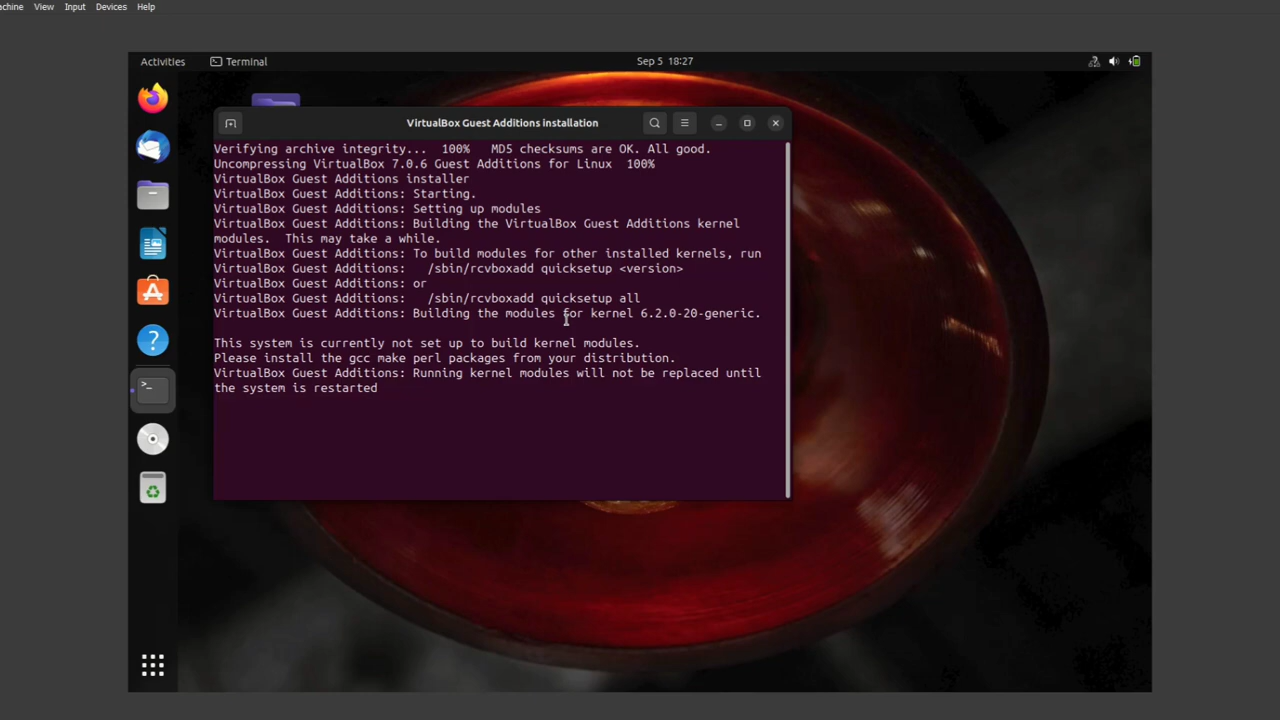 achine View Input Devices Help
Activities Terminal Sep 5 18:27
VirtualBox Guest Additions installation
Verifying archive integrity...  100%   MD5 checksums are OK. All good.
Uncompressing VirtualBox 7.0.6 Guest Additions for Linux  100%
VirtualBox Guest Additions installer
VirtualBox Guest Additions: Starting.
VirtualBox Guest Additions: Setting up modules
VirtualBox Guest Additions: Building the VirtualBox Guest Additions kernel
modules.  This may take a while.
VirtualBox Guest Additions: To build modules for other installed kernels, run
VirtualBox Guest Additions:   /sbin/rcvboxadd quicksetup <version>
VirtualBox Guest Additions: or
VirtualBox Guest Additions:   /sbin/rcvboxadd quicksetup all
VirtualBox Guest Additions: Building the modules for kernel 6.2.0-20-generic.
This system is currently not set up to build kernel modules.
Please install the gcc make perl packages from your distribution.
VirtualBox Guest Additions: Running kernel modules will not be replaced until
the system is restarted